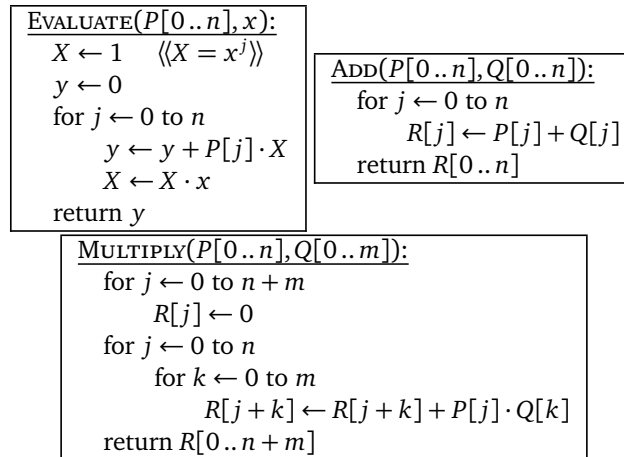 EVALUATE(P[0 .. n], x):
X ← 1 ⟨⟨X = x^j⟩⟩
y ← 0
for j ← 0 to n
y ← y + P[j] · X
X ← X · x
return y
ADD(P[0 .. n], Q[0 .. n]):
for j ← 0 to n
R[j] ← P[j] + Q[j]
return R[0 .. n]
MULTIPLY(P[0 .. n], Q[0 .. m]):
for j ← 0 to n + m
R[j] ← 0
for j ← 0 to n
for k ← 0 to m
R[j + k] ← R[j + k] + P[j] · Q[k]
return R[0 .. n + m]